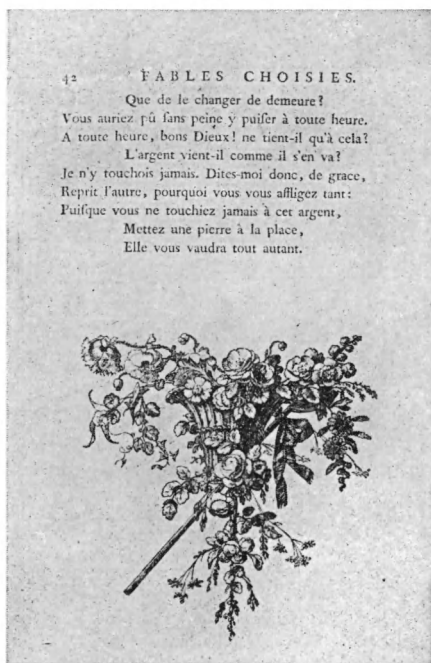 42 FABLES CHOISIES.
Que de le changer de demeure?
Vous auriez pû ſans peine y puiſer à toute heure.
A toute heure, bons Dieux! ne tient-il qu'à cela?
L'argent vient-il comme il s'en va?
Je n'y touchois jamais. Dites-moi donc, de grace,
Reprit l'autre, pourquoi vous vous affligez tant:
Puiſque vous ne touchiez jamais à cet argent,
Mettez une pierre à la place,
Elle vous vaudra tout autant.